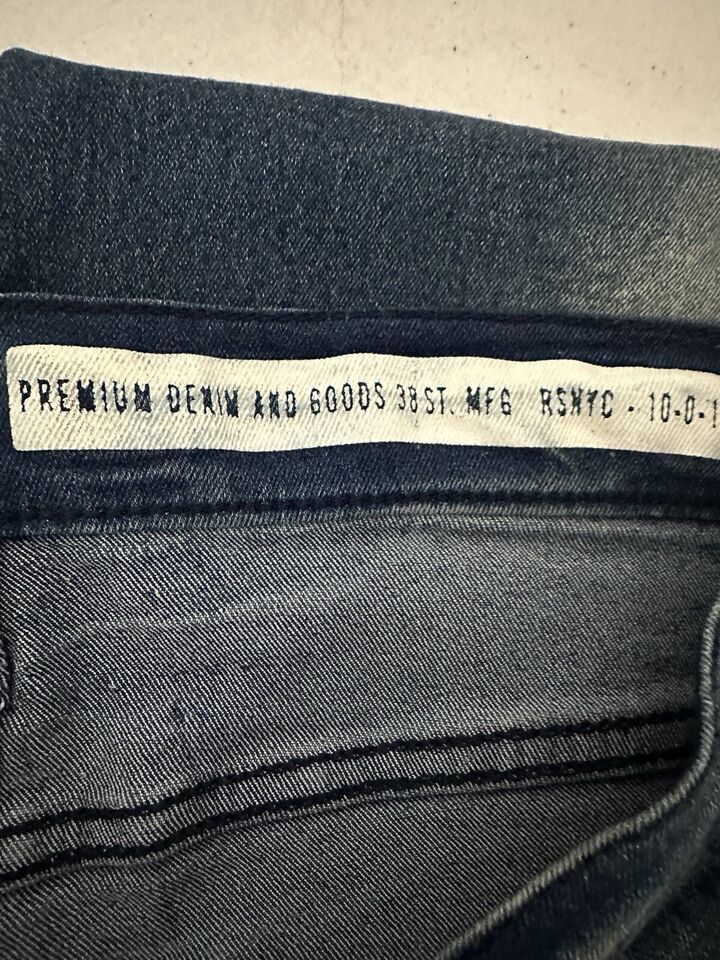 PREMIUM DENIM AND GOODS 38 ST. MFG RSNYC - 10-0-1